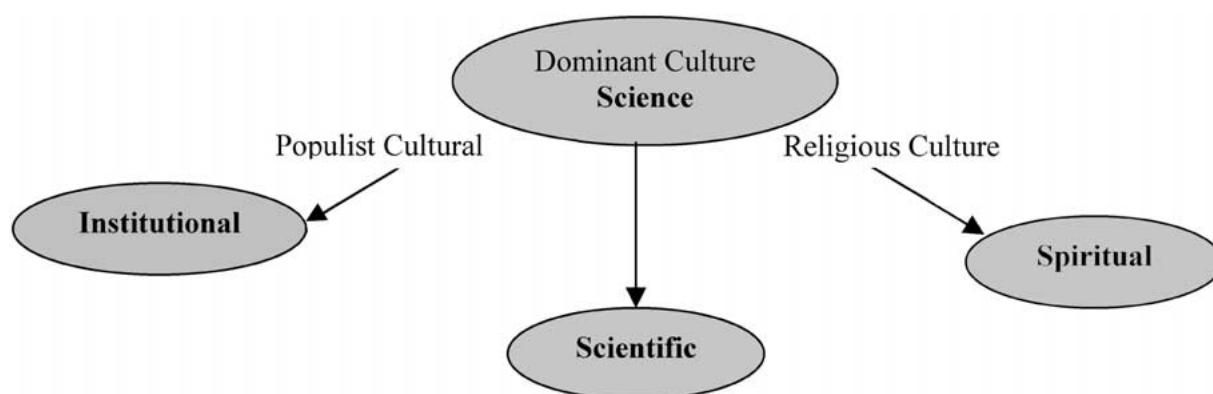 Dominant Culture
Science
Populist Cultural
Religious Culture
Institutional
Spiritual
Scientific